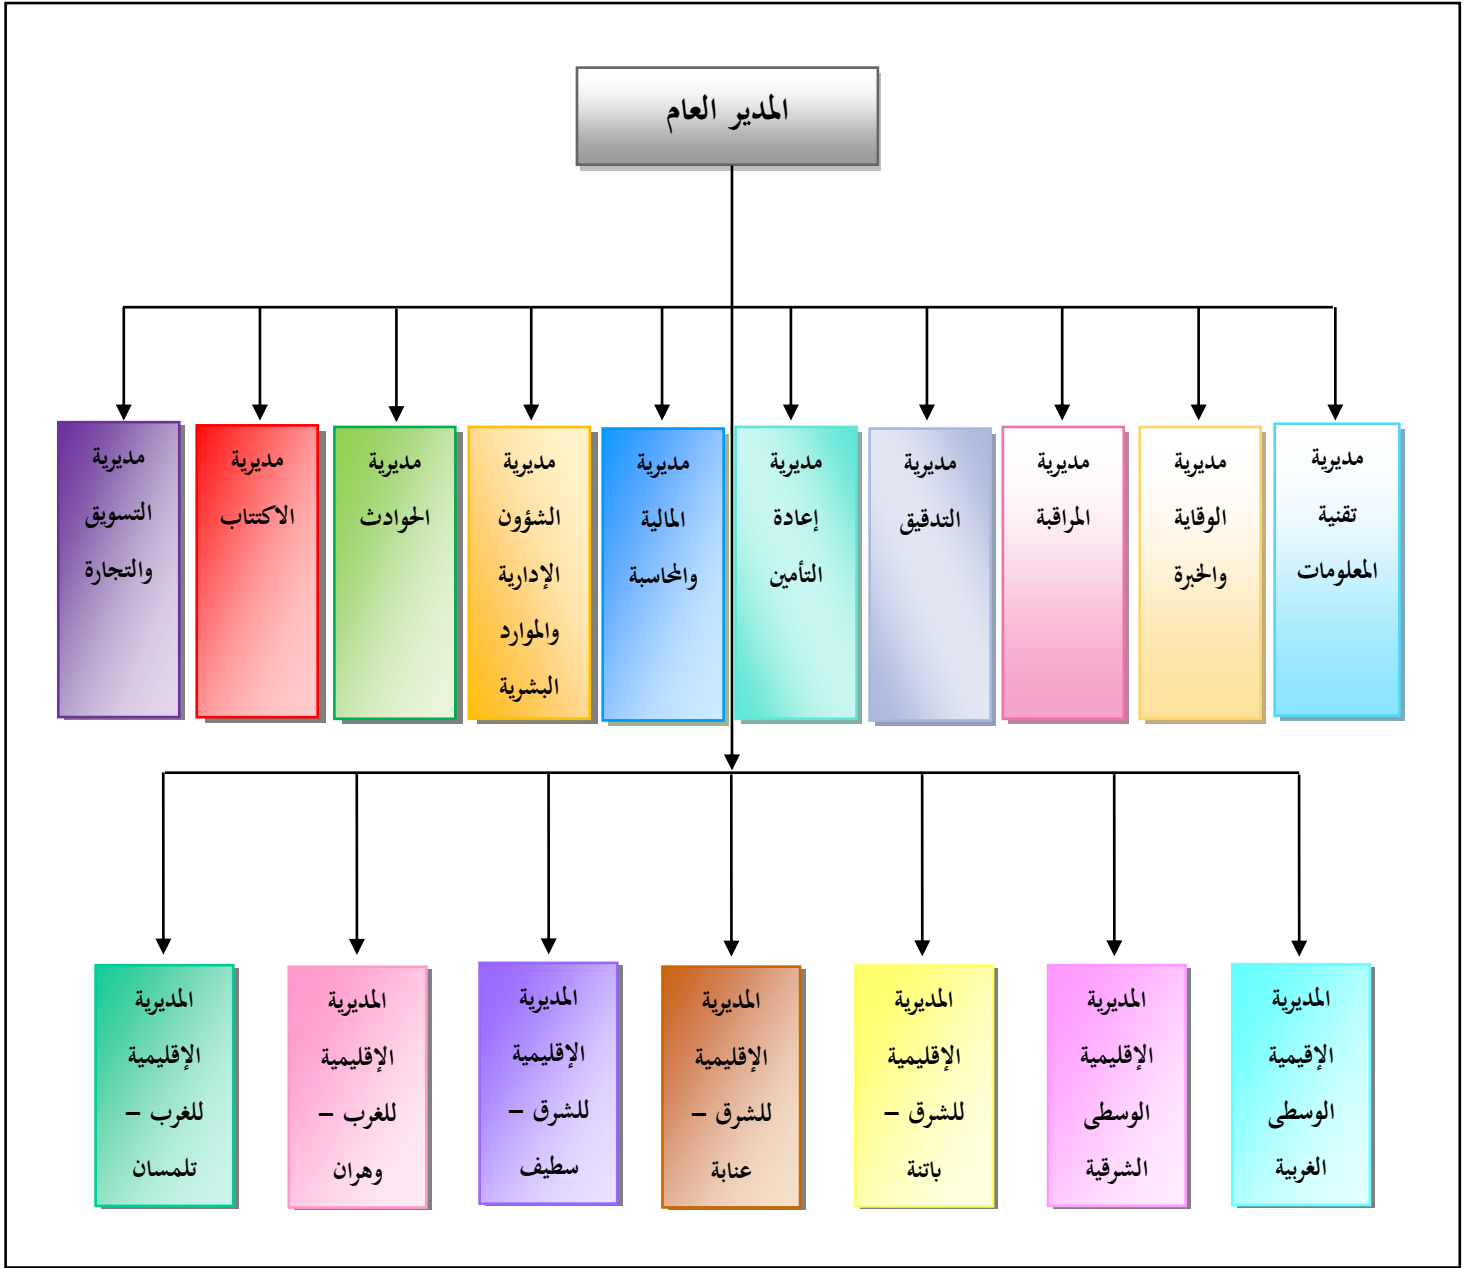 المدير العام
مديرية
تقنية
المعلومات
مديرية
الوقاية
والخبرة
مديرية
المراقبة
مديرية
التدقيق
مديرية
إعادة
التأمين
مديرية
المالية
والمحاسبة
مديرية
الشؤون
الإدارية
والموارد
البشرية
مديرية
الحوادث
مديرية
الاكتتاب
مديرية
التسويق
والتجارة
المديرية
الإقيمية
الوسطى
الغربية
المديرية
الإقليمية
الوسطى
الشرقية
المديرية
الإقليمية
للشرق –
باتنة
المديرية
الإقليمية
للشرق –
عنابة
المديرية
الإقليمية
للشرق –
سطيف
المديرية
الإقليمية
للغرب –
وهران
المديرية
الإقليمية
للغرب –
تلمسان